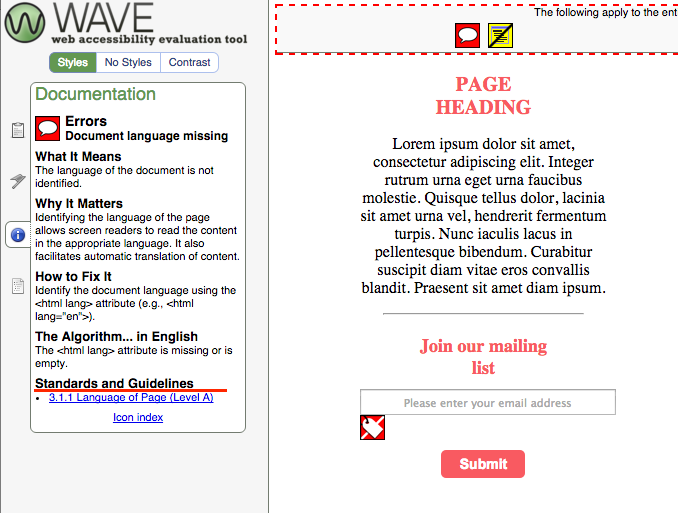 WAVE
web accessibility evaluation tool
Styles
No Styles
Contrast
Documentation
Errors
Document language missing
What It Means
The language of the document is not
identified.
Why It Matters
Identifying the language of the page
allows screen readers to read the content
in the appropriate language. It also
facilitates automatic translation of content.
How to Fix It
Identify the document language using the
<html lang> attribute (e.g., <html
lang="en">).
The Algorithm... in English
The <html lang> attribute is missing or is
empty.
Standards and Guidelines
• 3.1.1 Language of Page (Level A)
Icon index
The following apply to the ent
PAGE
HEADING
Lorem ipsum dolor sit amet,
consectetur adipiscing elit. Integer
rutrum urna eget urna faucibus
molestie. Quisque tellus dolor, lacinia
sit amet urna vel, hendrerit fermentum
turpis. Nunc iaculis lacus in
pellentesque bibendum. Curabitur
suscipit diam vitae eros convallis
blandit. Praesent sit amet diam ipsum.
Join our mailing
list
Please enter your email address
Submit